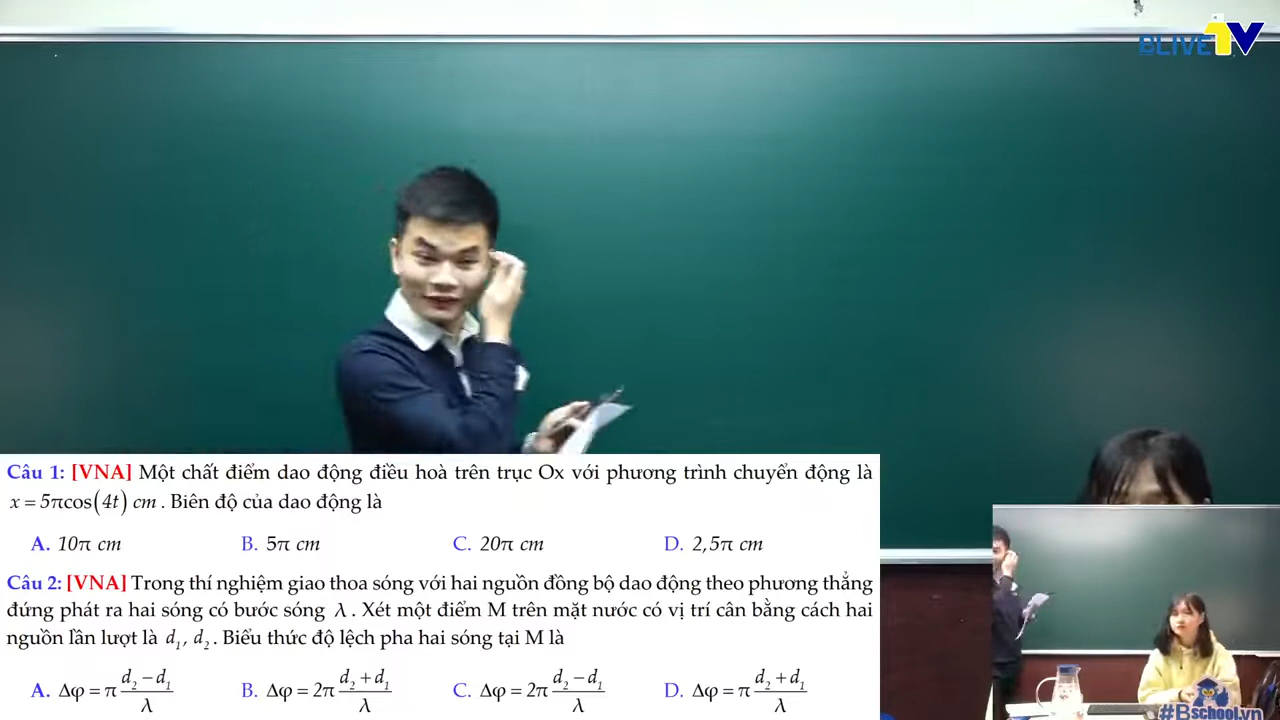 BLIVE TV
Câu 1: [VNA] Một chất điểm dao động điều hoà trên trục Ox với phương trình chuyển động là
x = 5πcos(4t) cm. Biên độ của dao động là
A. 10π cm B. 5π cm C. 20π cm D. 2,5π cm
Câu 2: [VNA] Trong thí nghiệm giao thoa sóng với hai nguồn đồng bộ dao động theo phương thẳng
đứng phát ra hai sóng có bước sóng λ. Xét một điểm M trên mặt nước có vị trí cân bằng cách hai
nguồn lần lượt là d₁, d₂. Biểu thức độ lệch pha hai sóng tại M là
A. Δφ = π (d₂ − d₁)/λ B. Δφ = 2π (d₂ + d₁)/λ C. Δφ = 2π (d₂ − d₁)/λ D. Δφ = π (d₂ + d₁)/λ
#Bschool.vn